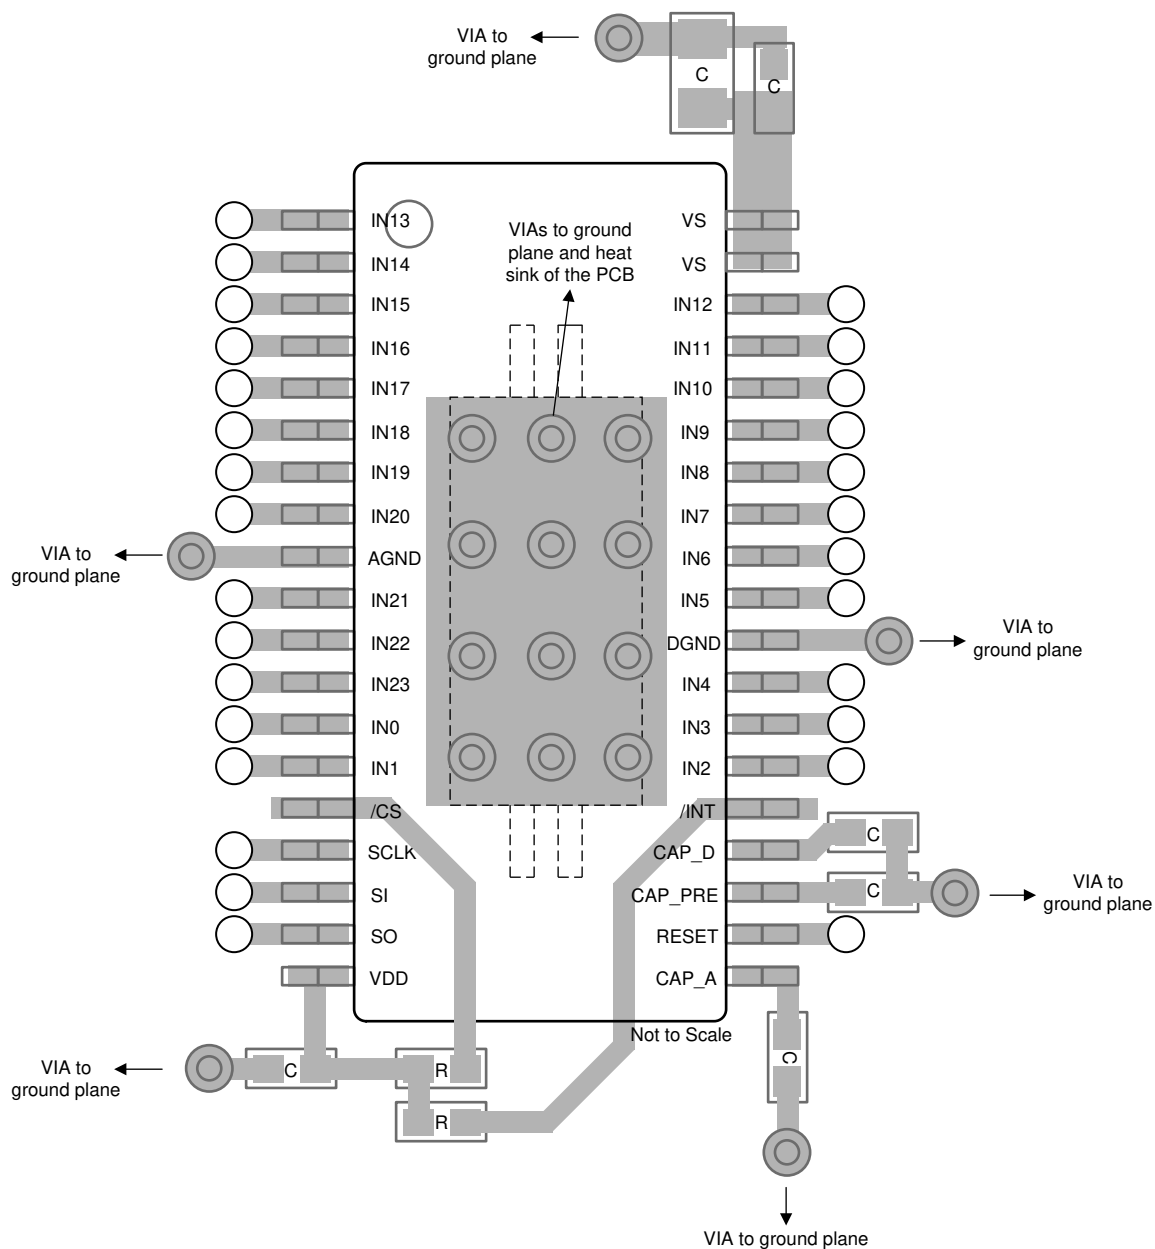 VIA to
ground plane
C
C
VIAs to ground
plane and heat
sink of the PCB
IN13
IN14
IN15
IN16
IN17
IN18
IN19
IN20
AGND
IN21
IN22
IN23
IN0
IN1
/CS
SCLK
SI
SO
VDD
VS
VS
IN12
IN11
IN10
IN9
IN8
IN7
IN6
IN5
DGND
IN4
IN3
IN2
/INT
CAP_D
CAP_PRE
RESET
CAP_A
VIA to
ground plane
VIA to
ground plane
C
C
VIA to
ground plane
Not to Scale
VIA to
ground plane
C
R
R
C
VIA to ground plane